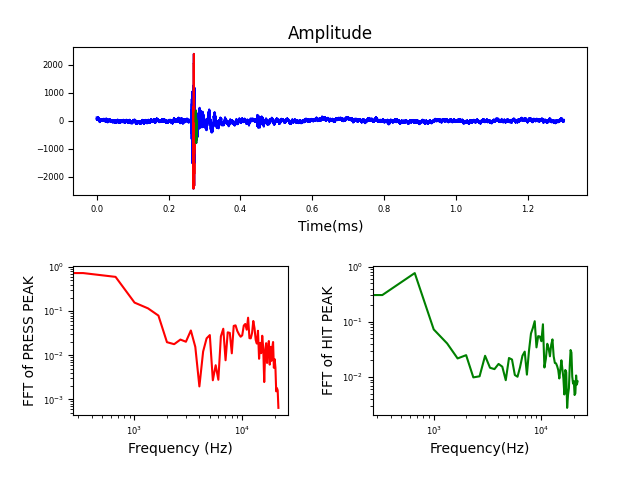 Amplitude
2000
1000
0
−1000
−2000
0.0 0.2 0.4 0.6 0.8 1.0 1.2
Time(ms)
FFT of PRESS PEAK
10⁰
10⁻¹
10⁻²
10⁻³
10³ 10⁴
Frequency (Hz)
FFT of HIT PEAK
10⁰
10⁻¹
10⁻²
10³ 10⁴
Frequency(Hz)